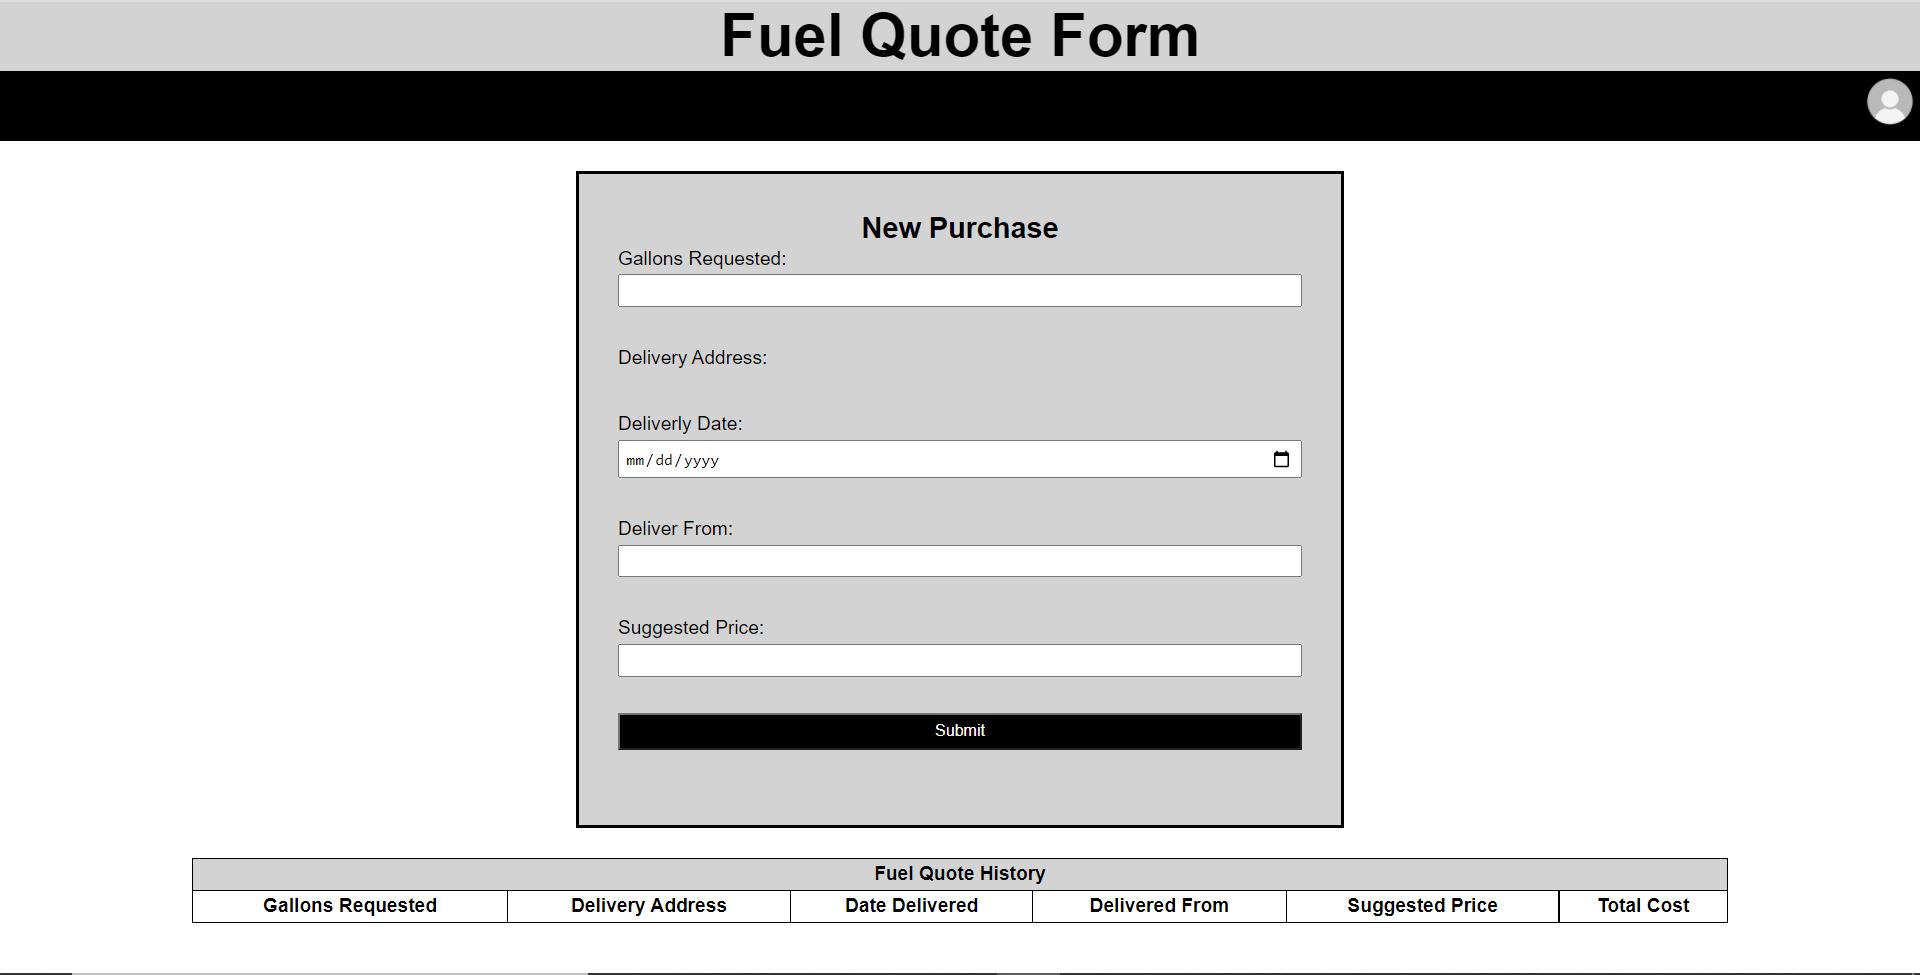 Fuel Quote Form
New Purchase
Gallons Requested:
Delivery Address:
Deliverly Date:
mm/dd/yyyy
Deliver From:
Suggested Price:
Submit
Fuel Quote History
Gallons Requested Delivery Address Date Delivered Delivered From Suggested Price Total Cost